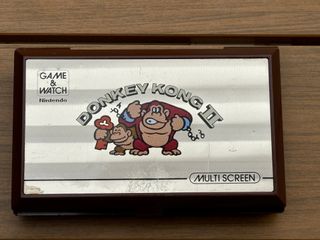 GAME
&
WATCH
Nintendo
DONKEY KONG II
MULTI SCREEN